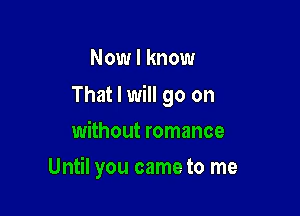 Now I know
That I will go on
without romance
Until you came to me